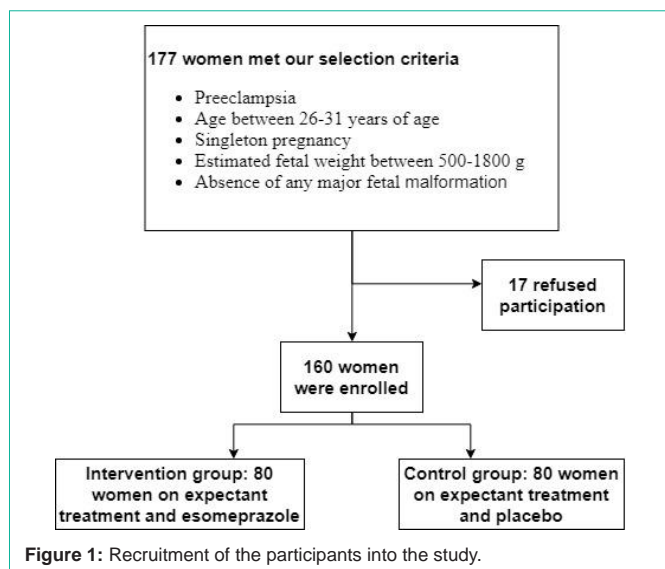 177 women met our selection criteria
• Preeclampsia
• Age between 26-31 years of age
• Singleton pregnancy
• Estimated fetal weight between 500-1800 g
• Absence of any major fetal malformation
17 refused
participation
160 women
were enrolled
Intervention group: 80
women on expectant
treatment and esomeprazole
Control group: 80 women
on expectant treatment
and placebo
Figure 1: Recruitment of the participants into the study.